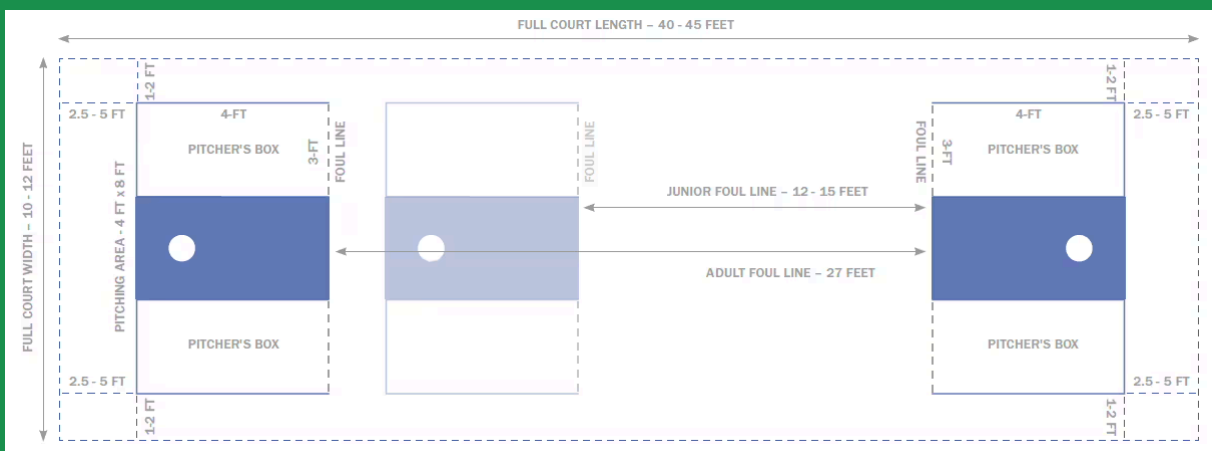 FULL COURT LENGTH – 40 - 45 FEET
1-2 FT
1-2 FT
2.5 - 5 FT
4-FT
4-FT
2.5 - 5 FT
PITCHER'S BOX
3-FT
FOUL LINE
FOUL LINE
FOUL LINE
3-FT
PITCHER'S BOX
FULL COURT WIDTH – 10 - 12 FEET
PITCHING AREA - 4 FT x 8 FT
JUNIOR FOUL LINE – 12 - 15 FEET
ADULT FOUL LINE – 27 FEET
PITCHER'S BOX
PITCHER'S BOX
2.5 - 5 FT
2.5 - 5 FT
1-2 FT
1-2 FT